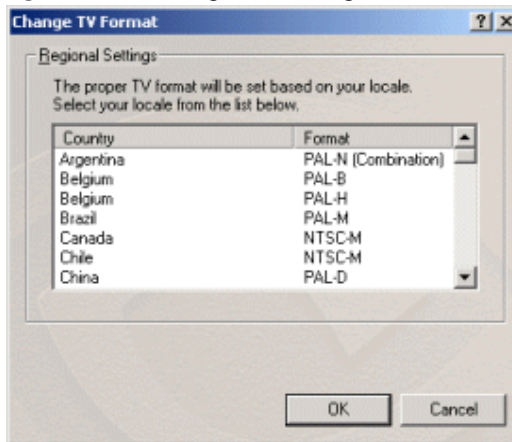 Change TV Format
Regional Settings
The proper TV format will be set based on your locale.
Select your locale from the list below.
Country Format
Argentina PAL-N (Combination)
Belgium PAL-B
Belgium PAL-H
Brazil PAL-M
Canada NTSC-M
Chile NTSC-M
China PAL-D
OK Cancel